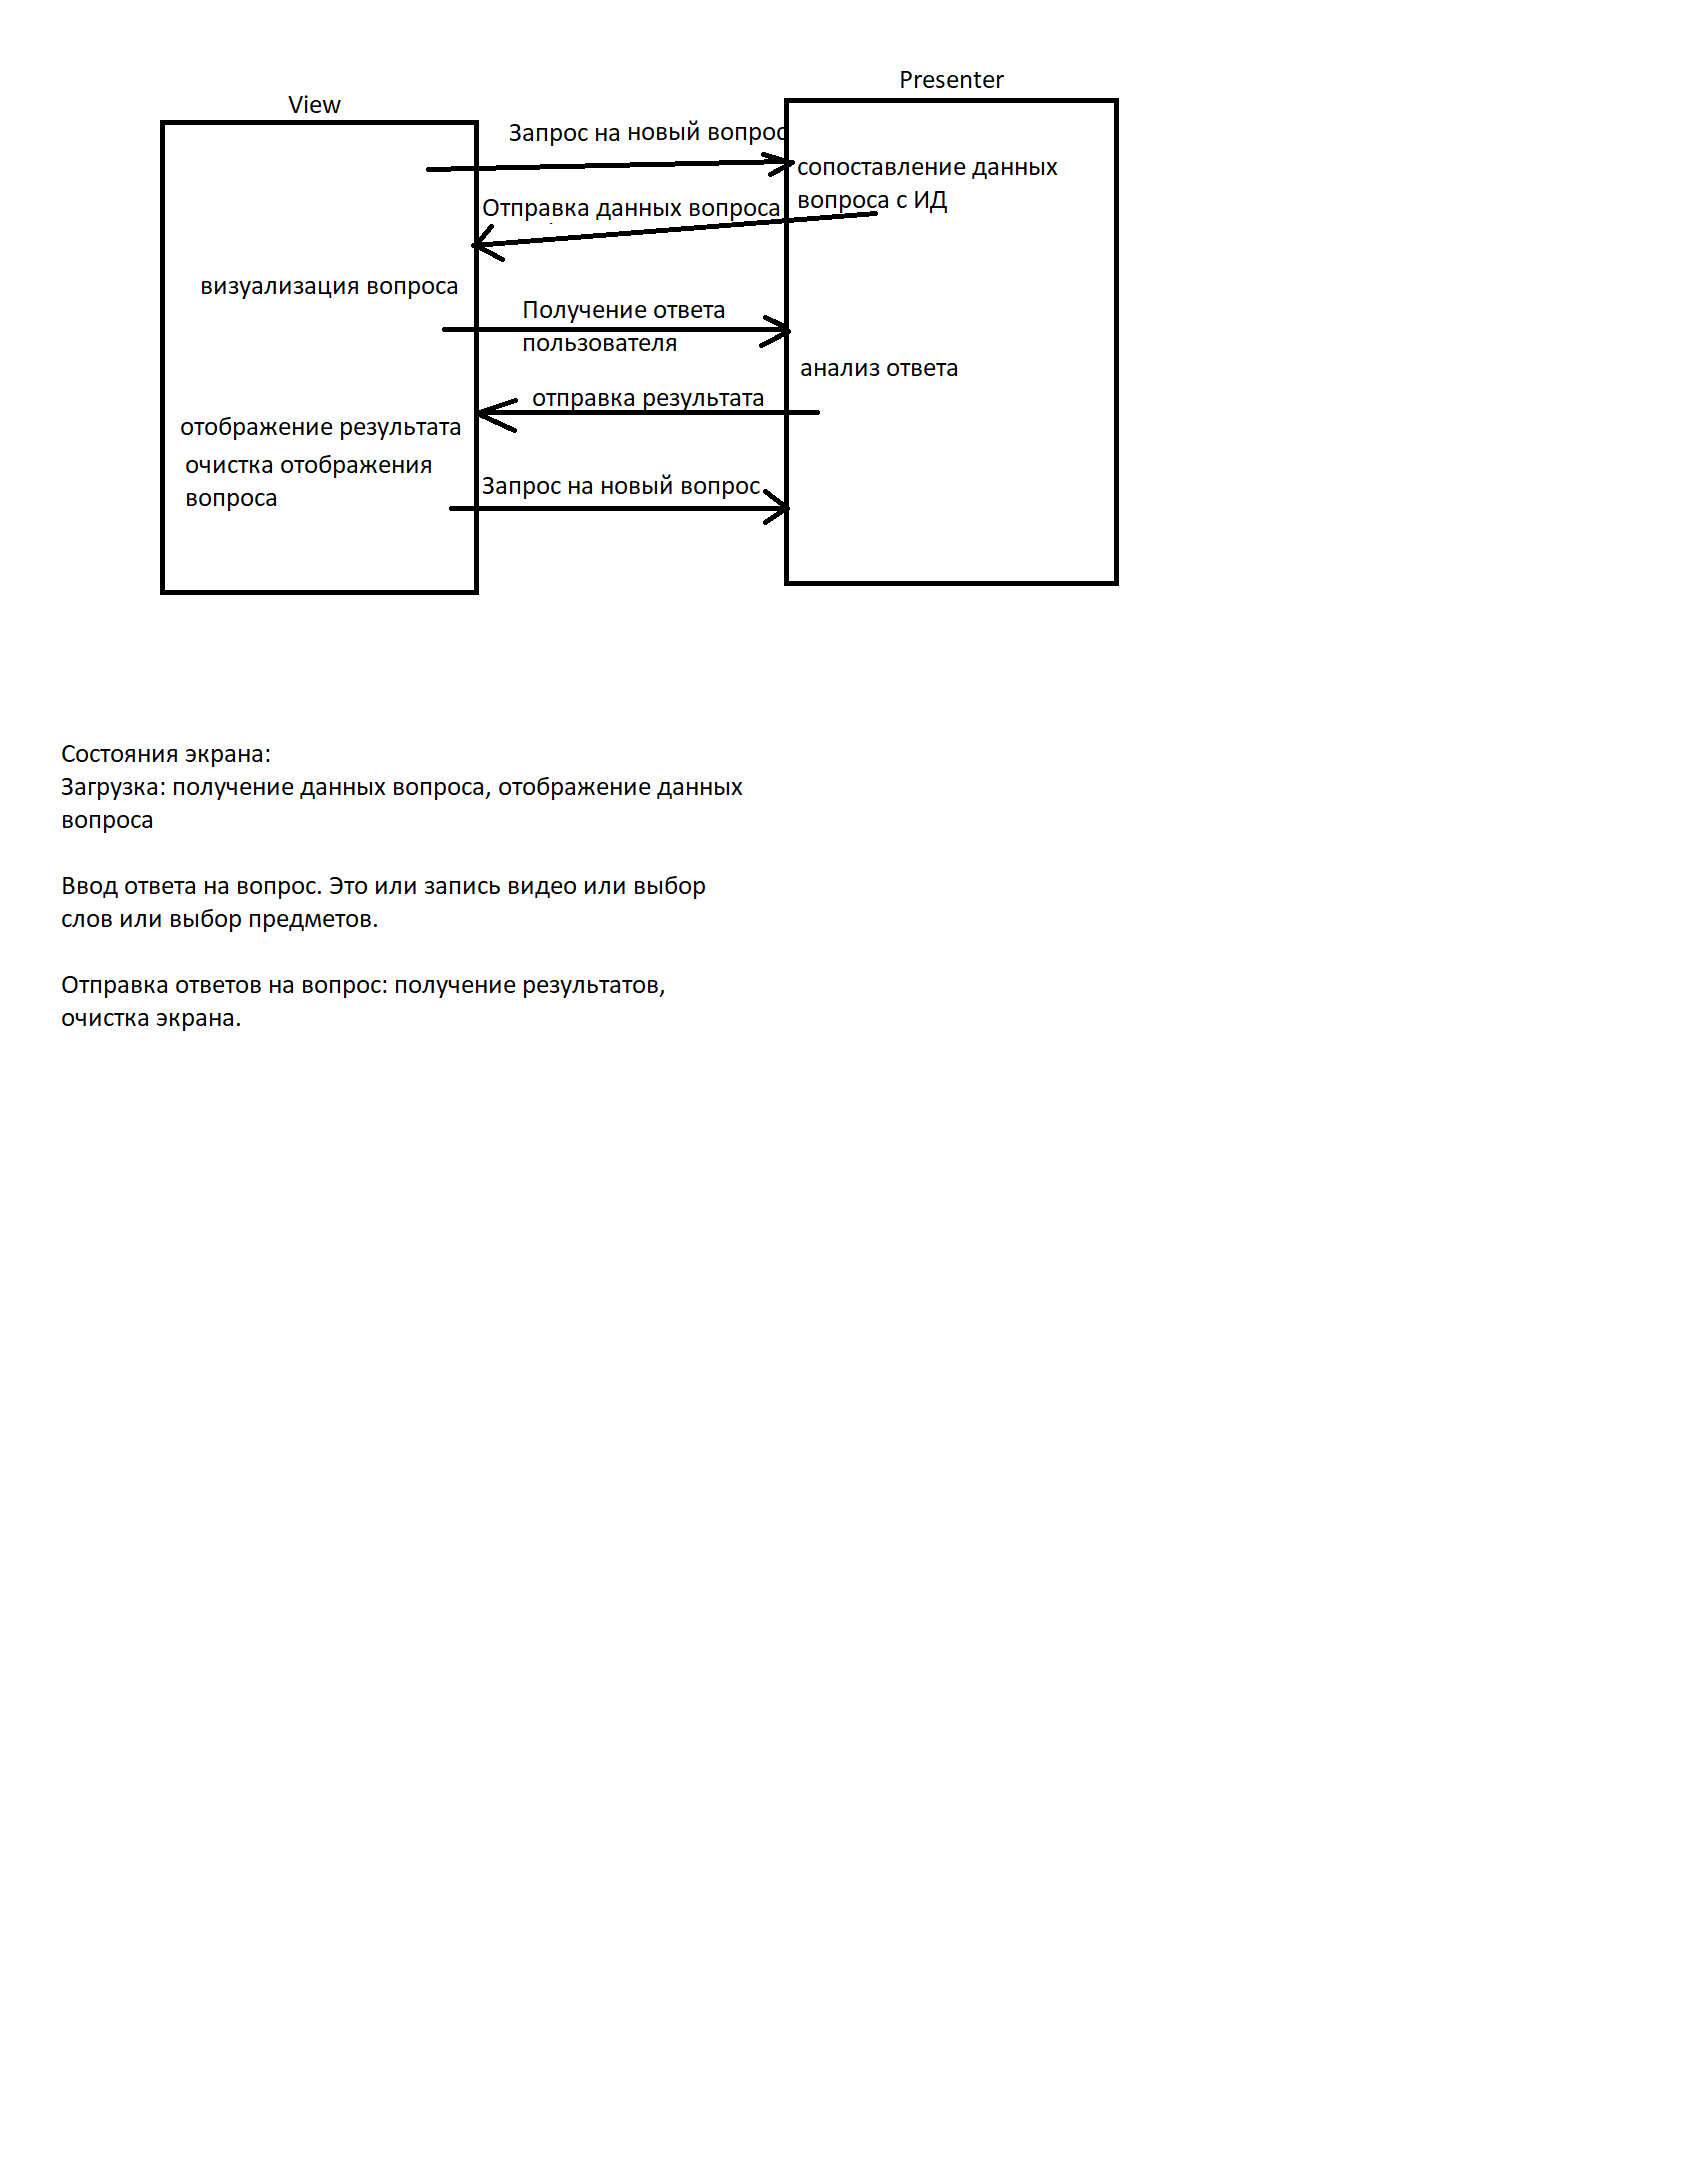 Presenter
View
Запрос на новый вопрос
сопоставление данных
вопроса с ИД
Отправка данных вопроса
визуализация вопроса
Получение ответа
пользователя
анализ ответа
отправка результата
отображение результата
очистка отображения
вопроса
Запрос на новый вопрос
Состояния экрана:
Загрузка: получение данных вопроса, отображение данных
вопроса
Ввод ответа на вопрос. Это или запись видео или выбор
слов или выбор предметов.
Отправка ответов на вопрос: получение результатов,
очистка экрана.